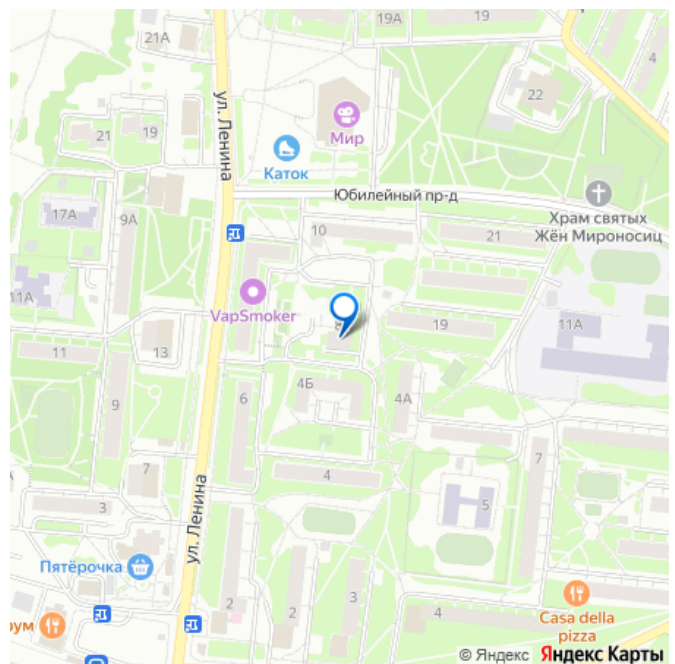 19А
19
21А
4
22
ул. Ленина
21
19
Мир
Каток
Юбилейный пр-д
17А
9А
Храм святых
Жён Мироносиц
10
21
11А
VapSmoker
19
11А
11
13
4Б
4А
9
6
7
4
7
3
5
ул. Ленина
Пятёрочка
2
2
3
4
Casa della
pizza
рум
© Яндекс Яндекс Карты